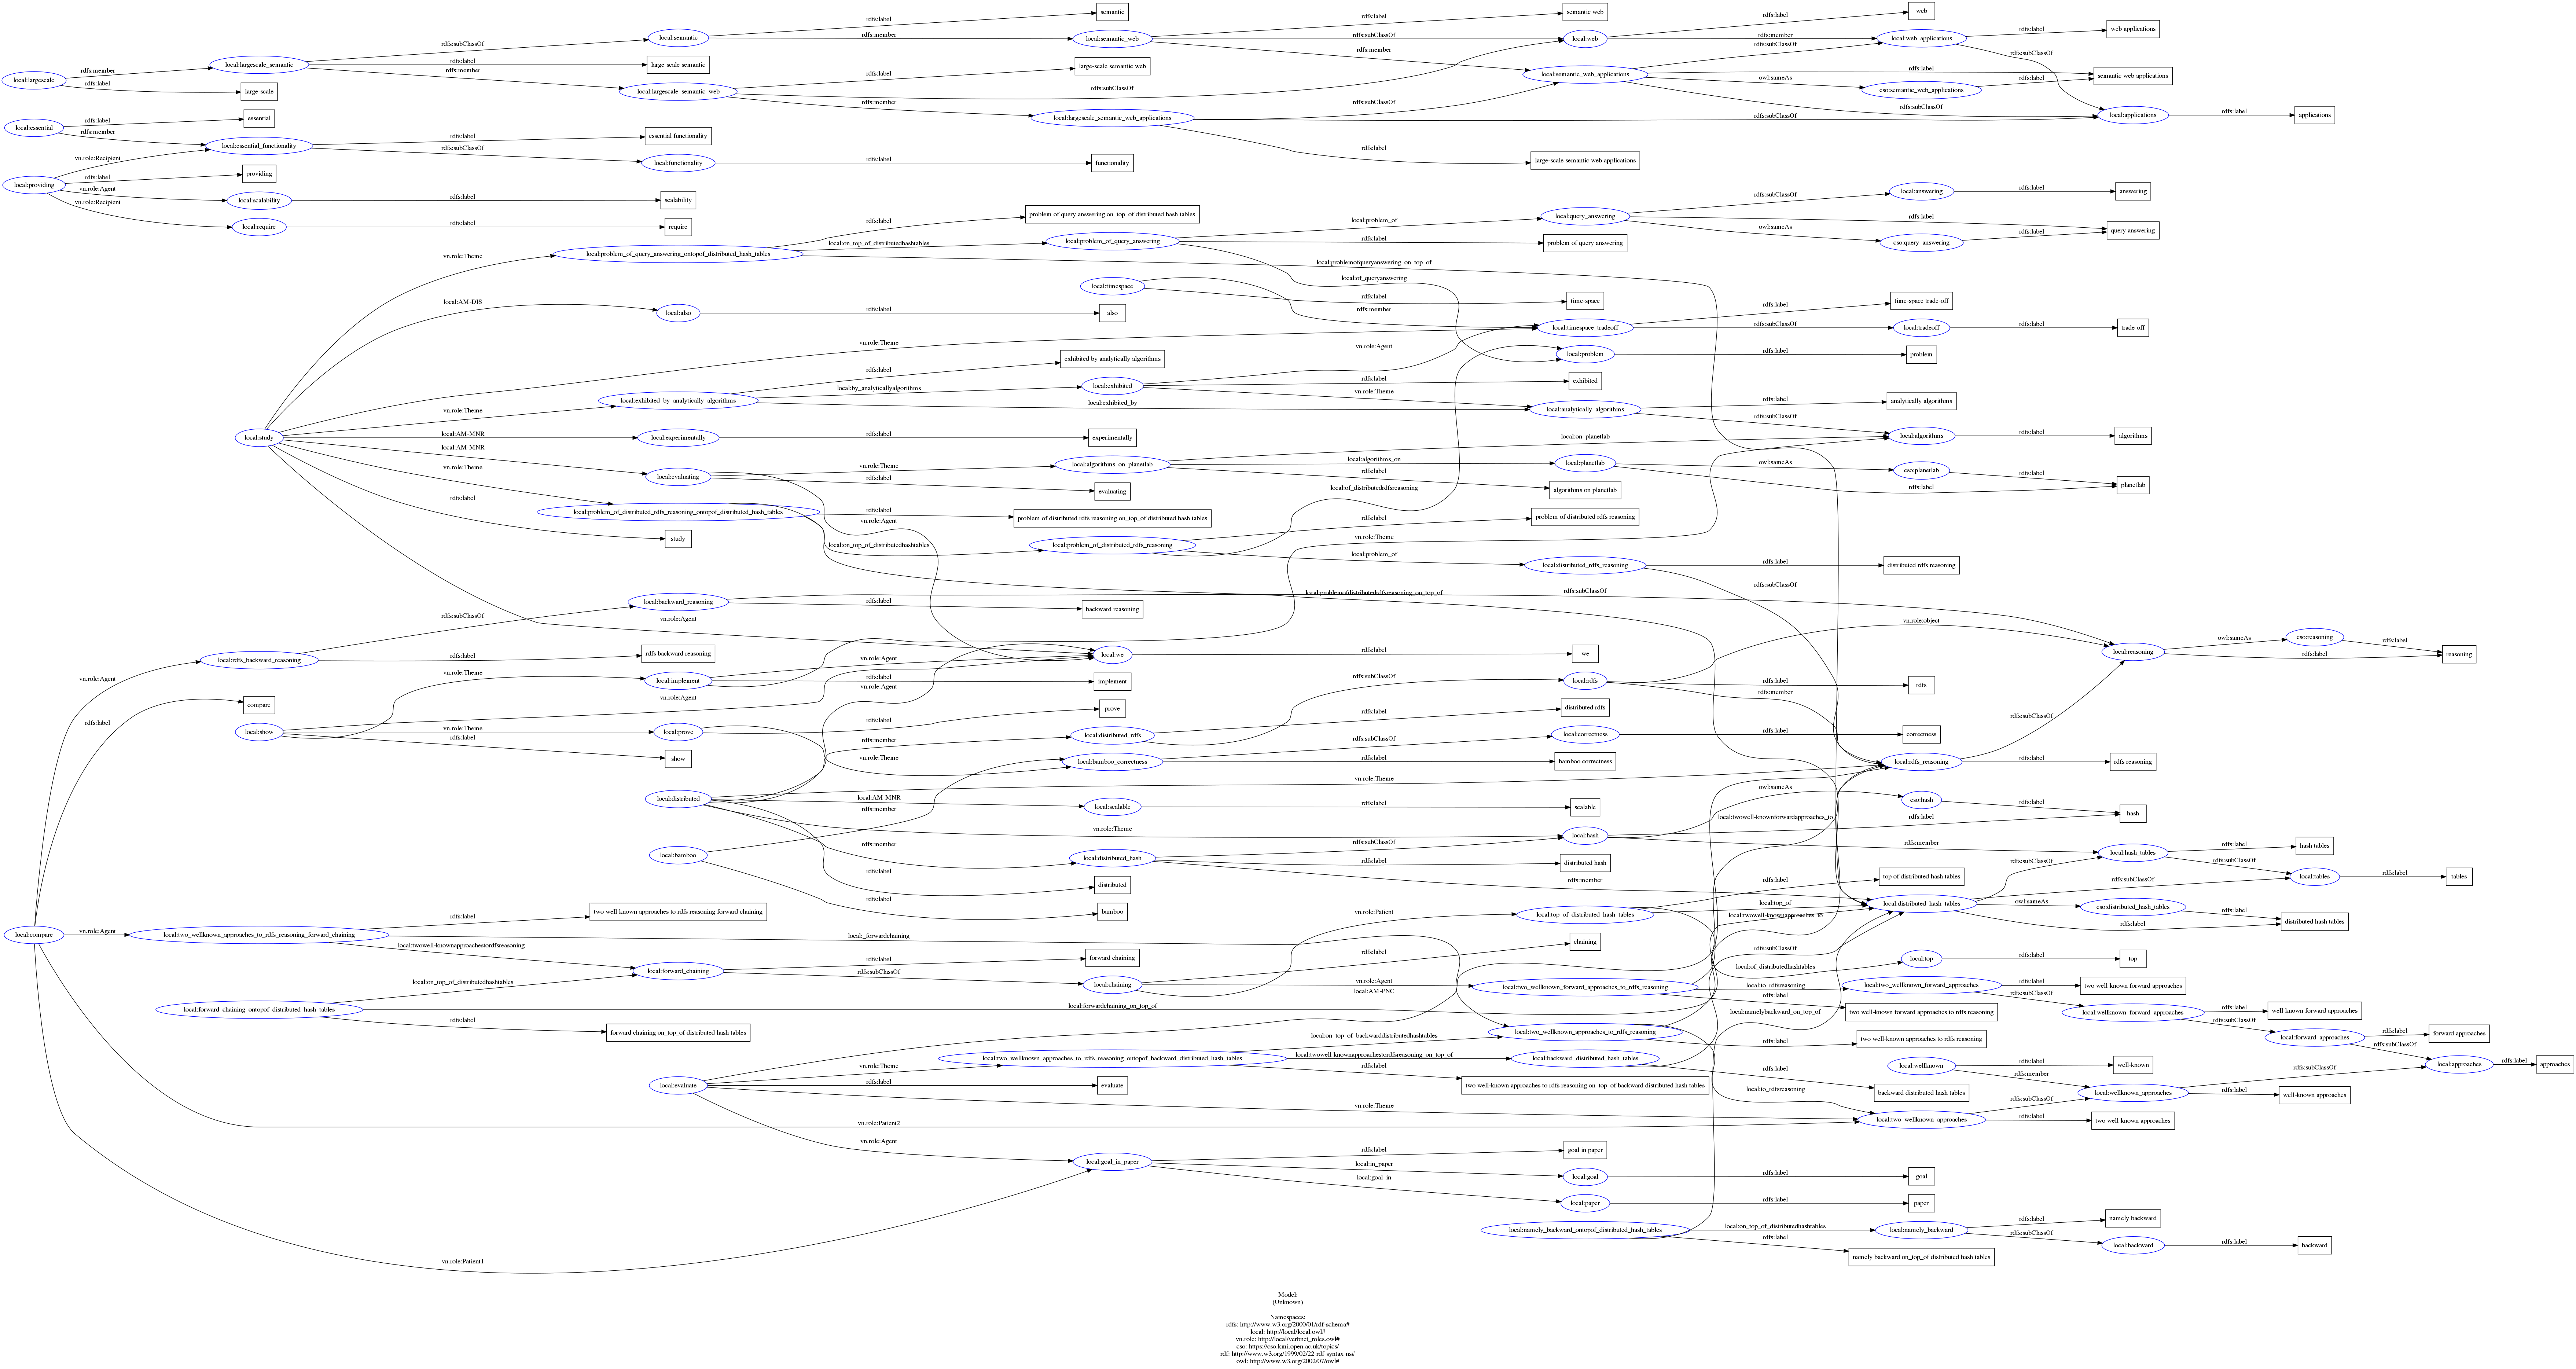 rdfs:label
semantic
rdfs:label
semantic web
rdfs:label
web
rdfs:label
web applications
rdfs:subClassOf
local:semantic
rdfs:member
local:semantic_web
rdfs:subClassOf
local:web
rdfs:member
local:web_applications
rdfs:subClassOf
rdfs:member
rdfs:subClassOf
local:largescale
rdfs:member
rdfs:label
local:largescale_semantic
rdfs:label
large-scale semantic
rdfs:member
large-scale
rdfs:label
large-scale semantic web
local:largescale_semantic_web
rdfs:subClassOf
rdfs:member
local:semantic_web_applications
rdfs:label
semantic web applications
owl:sameAs
cso:semantic_web_applications
rdfs:label
rdfs:subClassOf
rdfs:subClassOf
local:largescale_semantic_web_applications
rdfs:subClassOf
local:applications
rdfs:label
applications
rdfs:label
large-scale semantic web applications
local:essential
rdfs:label
essential
rdfs:member
local:essential_functionality
rdfs:label
essential functionality
rdfs:subClassOf
local:functionality
rdfs:label
functionality
local:providing
vn.role:Recipient
rdfs:label
providing
vn.role:Agent
local:scalability
rdfs:label
scalability
vn.role:Recipient
local:require
rdfs:label
require
rdfs:label
problem of query answering on_top_of distributed hash tables
local:problem_of_query_answering_ontopof_distributed_hash_tables
local:on_top_of_distributedhashtables
local:problem_of_query_answering
local:problem_of
local:query_answering
rdfs:subClassOf
local:answering
rdfs:label
answering
rdfs:label
query answering
owl:sameAs
cso:query_answering
rdfs:label
rdfs:label
problem of query answering
local:problemofqueryanswering_on_top_of
local:of_queryanswering
vn.role:Theme
local:AM-DIS
local:also
rdfs:label
also
local:timespace
rdfs:label
time-space
rdfs:member
local:timespace_tradeoff
rdfs:label
time-space trade-off
rdfs:subClassOf
local:tradeoff
rdfs:label
trade-off
vn.role:Theme
vn.role:Agent
local:problem
rdfs:label
problem
rdfs:label
exhibited by analytically algorithms
local:exhibited_by_analytically_algorithms
local:by_analyticallyalgorithms
local:exhibited
rdfs:label
exhibited
vn.role:Theme
local:exhibited_by
local:analytically_algorithms
rdfs:label
analytically algorithms
rdfs:subClassOf
vn.role:Theme
local:study
local:AM-MNR
local:experimentally
rdfs:label
experimentally
local:on_planetlab
local:algorithms
rdfs:label
algorithms
local:AM-MNR
local:evaluating
vn.role:Theme
local:algorithms_on_planetlab
local:algorithms_on
local:planetlab
owl:sameAs
cso:planetlab
rdfs:label
planetlab
rdfs:label
rdfs:label
algorithms on planetlab
rdfs:label
evaluating
vn.role:Theme
local:problem_of_distributed_rdfs_reasoning_ontopof_distributed_hash_tables
rdfs:label
problem of distributed rdfs reasoning on_top_of distributed hash tables
local:of_distributedrdfsreasoning
rdfs:label
problem of distributed rdfs reasoning
rdfs:label
study
vn.role:Agent
local:on_top_of_distributedhashtables
local:problem_of_distributed_rdfs_reasoning
local:problem_of
local:distributed_rdfs_reasoning
rdfs:label
distributed rdfs reasoning
vn.role:Theme
rdfs:subClassOf
local:problemofdistributedrdfsreasoning_on_top_of
local:backward_reasoning
rdfs:label
backward reasoning
rdfs:subClassOf
rdfs:subClassOf
vn.role:Agent
vn.role:object
local:rdfs_backward_reasoning
rdfs:label
rdfs backward reasoning
local:we
rdfs:label
we
local:reasoning
owl:sameAs
cso:reasoning
rdfs:label
reasoning
rdfs:label
vn.role:Agent
vn.role:Theme
local:implement
vn.role:Agent
rdfs:label
implement
vn.role:Agent
vn.role:Agent
rdfs:subClassOf
local:rdfs
rdfs:label
rdfs
rdfs:member
rdfs:label
compare
local:show
vn.role:Theme
local:prove
rdfs:label
prove
rdfs:label
show
rdfs:member
local:distributed_rdfs
rdfs:label
distributed rdfs
rdfs:subClassOf
vn.role:Theme
local:bamboo_correctness
rdfs:subClassOf
local:correctness
rdfs:label
correctness
rdfs:label
bamboo correctness
local:rdfs_reasoning
rdfs:label
rdfs reasoning
vn.role:Theme
local:distributed
local:AM-MNR
local:scalable
rdfs:label
scalable
rdfs:member
owl:sameAs
cso:hash
rdfs:label
hash
vn.role:Theme
local:hash
rdfs:label
local:twowell-knownforwardapproaches_to
rdfs:member
local:bamboo
rdfs:member
local:distributed_hash
rdfs:subClassOf
rdfs:label
distributed hash
rdfs:member
rdfs:member
local:hash_tables
rdfs:label
hash tables
rdfs:subClassOf
rdfs:subClassOf
local:tables
rdfs:label
tables
rdfs:subClassOf
rdfs:label
distributed
rdfs:label
bamboo
rdfs:label
top of distributed hash tables
local:top_of_distributed_hash_tables
local:top_of
local:twowell-knownapproaches_to
local:distributed_hash_tables
owl:sameAs
cso:distributed_hash_tables
rdfs:label
distributed hash tables
rdfs:label
local:compare
vn.role:Agent
local:two_wellknown_approaches_to_rdfs_reasoning_forward_chaining
rdfs:label
two well-known approaches to rdfs reasoning forward chaining
local:_forwardchaining
local:twowell-knownapproachestordfsreasoning_
vn.role:Patient
rdfs:label
chaining
rdfs:subClassOf
local:forward_chaining
rdfs:label
forward chaining
rdfs:subClassOf
local:chaining
vn.role:Agent
local:AM-PNC
local:of_distributedhashtables
local:top
rdfs:label
top
local:on_top_of_distributedhashtables
local:forward_chaining_ontopof_distributed_hash_tables
local:forwardchaining_on_top_of
rdfs:label
forward chaining on_top_of distributed hash tables
local:two_wellknown_forward_approaches_to_rdfs_reasoning
local:to_rdfsreasoning
local:two_wellknown_forward_approaches
rdfs:label
two well-known forward approaches
rdfs:subClassOf
rdfs:label
two well-known forward approaches to rdfs reasoning
local:namelybackward_on_top_of
local:wellknown_forward_approaches
rdfs:label
well-known forward approaches
rdfs:subClassOf
local:forward_approaches
rdfs:label
forward approaches
rdfs:subClassOf
local:two_wellknown_approaches_to_rdfs_reasoning
rdfs:label
two well-known approaches to rdfs reasoning
local:on_top_of_backwarddistributedhashtables
local:two_wellknown_approaches_to_rdfs_reasoning_ontopof_backward_distributed_hash_tables
local:twowell-knownapproachestordfsreasoning_on_top_of
local:backward_distributed_hash_tables
rdfs:label
backward distributed hash tables
rdfs:label
two well-known approaches to rdfs reasoning on_top_of backward distributed hash tables
local:to_rdfsreasoning
local:wellknown
rdfs:label
well-known
rdfs:member
local:wellknown_approaches
rdfs:subClassOf
local:approaches
rdfs:label
approaches
rdfs:label
well-known approaches
local:evaluate
vn.role:Theme
rdfs:label
evaluate
vn.role:Theme
rdfs:subClassOf
local:two_wellknown_approaches
rdfs:label
two well-known approaches
vn.role:Patient2
vn.role:Agent
local:goal_in_paper
rdfs:label
goal in paper
local:in_paper
local:goal
rdfs:label
goal
local:goal_in
local:paper
rdfs:label
paper
local:namely_backward_ontopof_distributed_hash_tables
local:on_top_of_distributedhashtables
local:namely_backward
rdfs:label
namely backward
rdfs:subClassOf
local:backward
rdfs:label
backward
rdfs:label
namely backward on_top_of distributed hash tables
vn.role:Patient1
Model:
(Unknown)
Namespaces:
rdfs: http://www.w3.org/2000/01/rdf-schema#
local: http://local/local.owl#
vn.role: http://local/verbnet_roles.owl#
cso: https://cso.kmi.open.ac.uk/topics/
rdf: http://www.w3.org/1999/02/22-rdf-syntax-ns#
owl: http://www.w3.org/2002/07/owl#